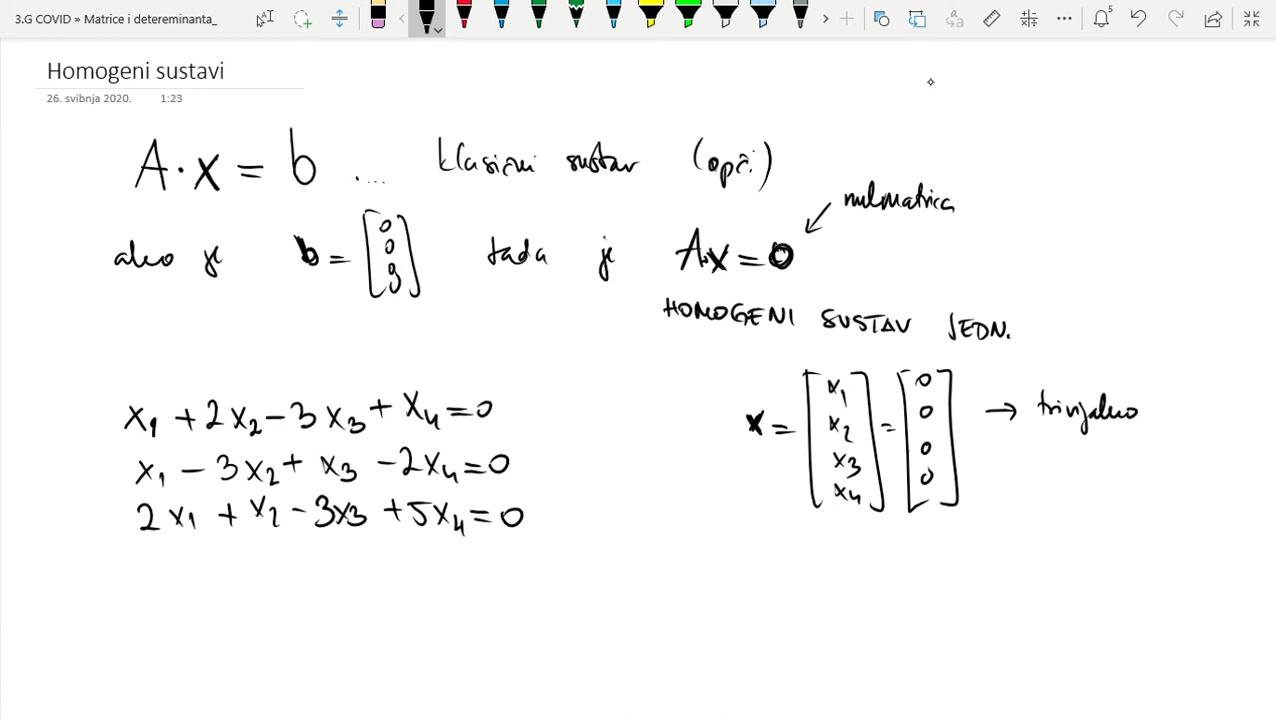 3.G COVID » Matrice i detereminanta_
5
Homogeni sustavi
26. svibnja 2020. 1:23
A·x = b .... klasični sustav (opć.)
nulmatrica
ako je b = [0 0 0] tada je A·x = 0
HOMOGENI SUSTAV JEDN.
x = [x1 x2 x3 x4] = [0 0 0 0] → trivijalno
x1 + 2x2 - 3x3 + x4 = 0
x1 - 3x2 + x3 - 2x4 = 0
2x1 + x2 - 3x3 + 5x4 = 0